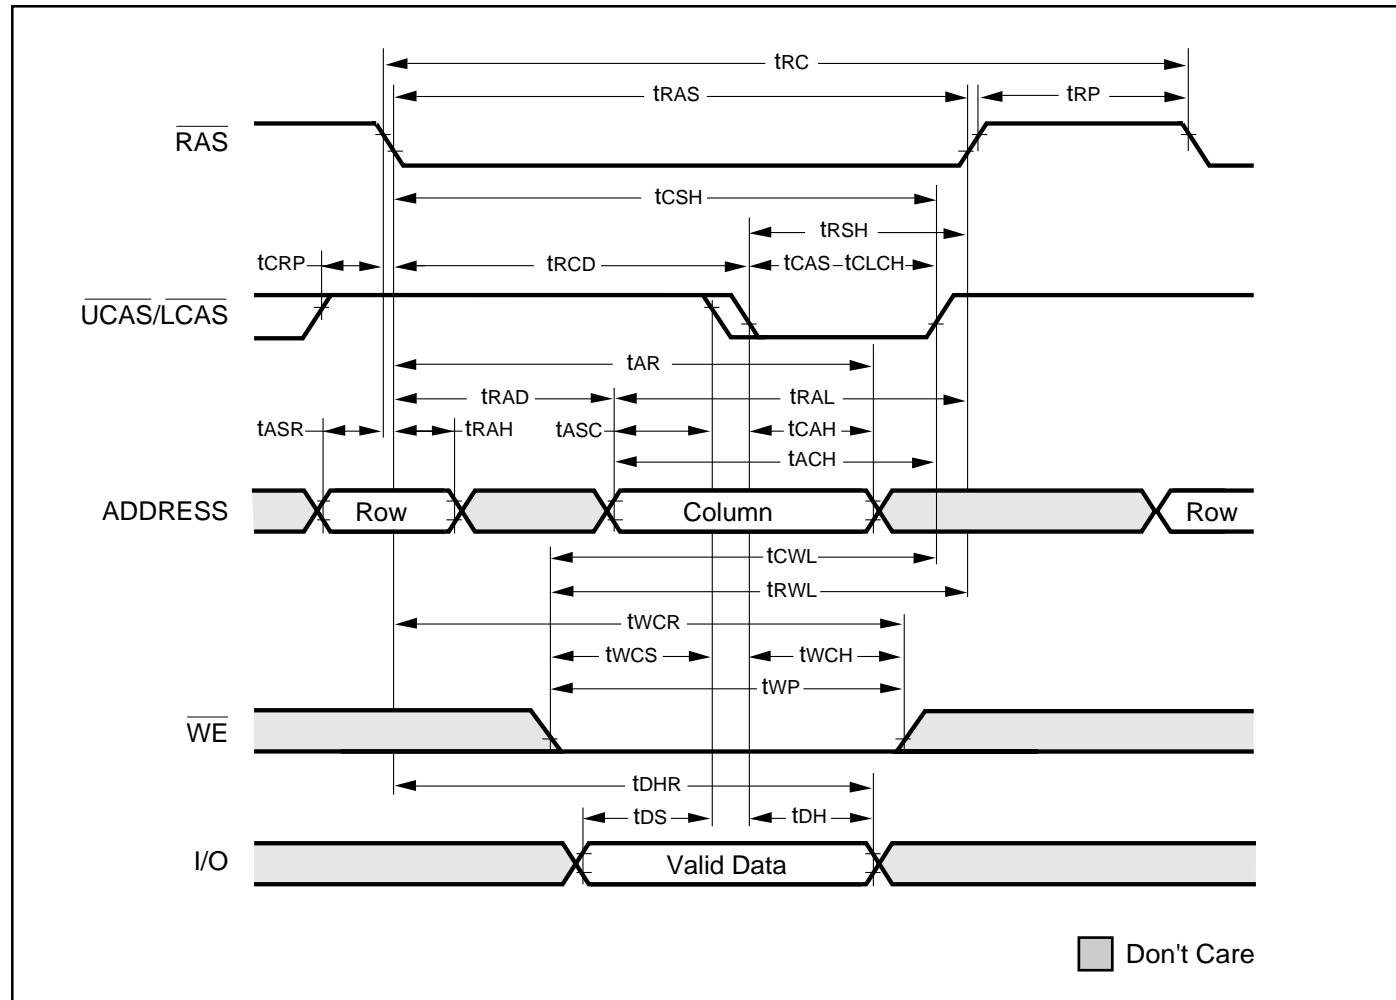 tRC
tRAS
tRP
RAS
tCSH
tRSH
tCRP
tRCD
tCAS
tCLCH
UCAS/LCAS
tAR
tRAD
tRAL
tASR
tRAH
tASC
tCAH
tACH
ADDRESS
Row
Column
Row
tCWL
tRWL
tWCR
tWCS
tWCH
tWP
WE
tDHR
tDS
tDH
I/O
Valid Data
Don't Care